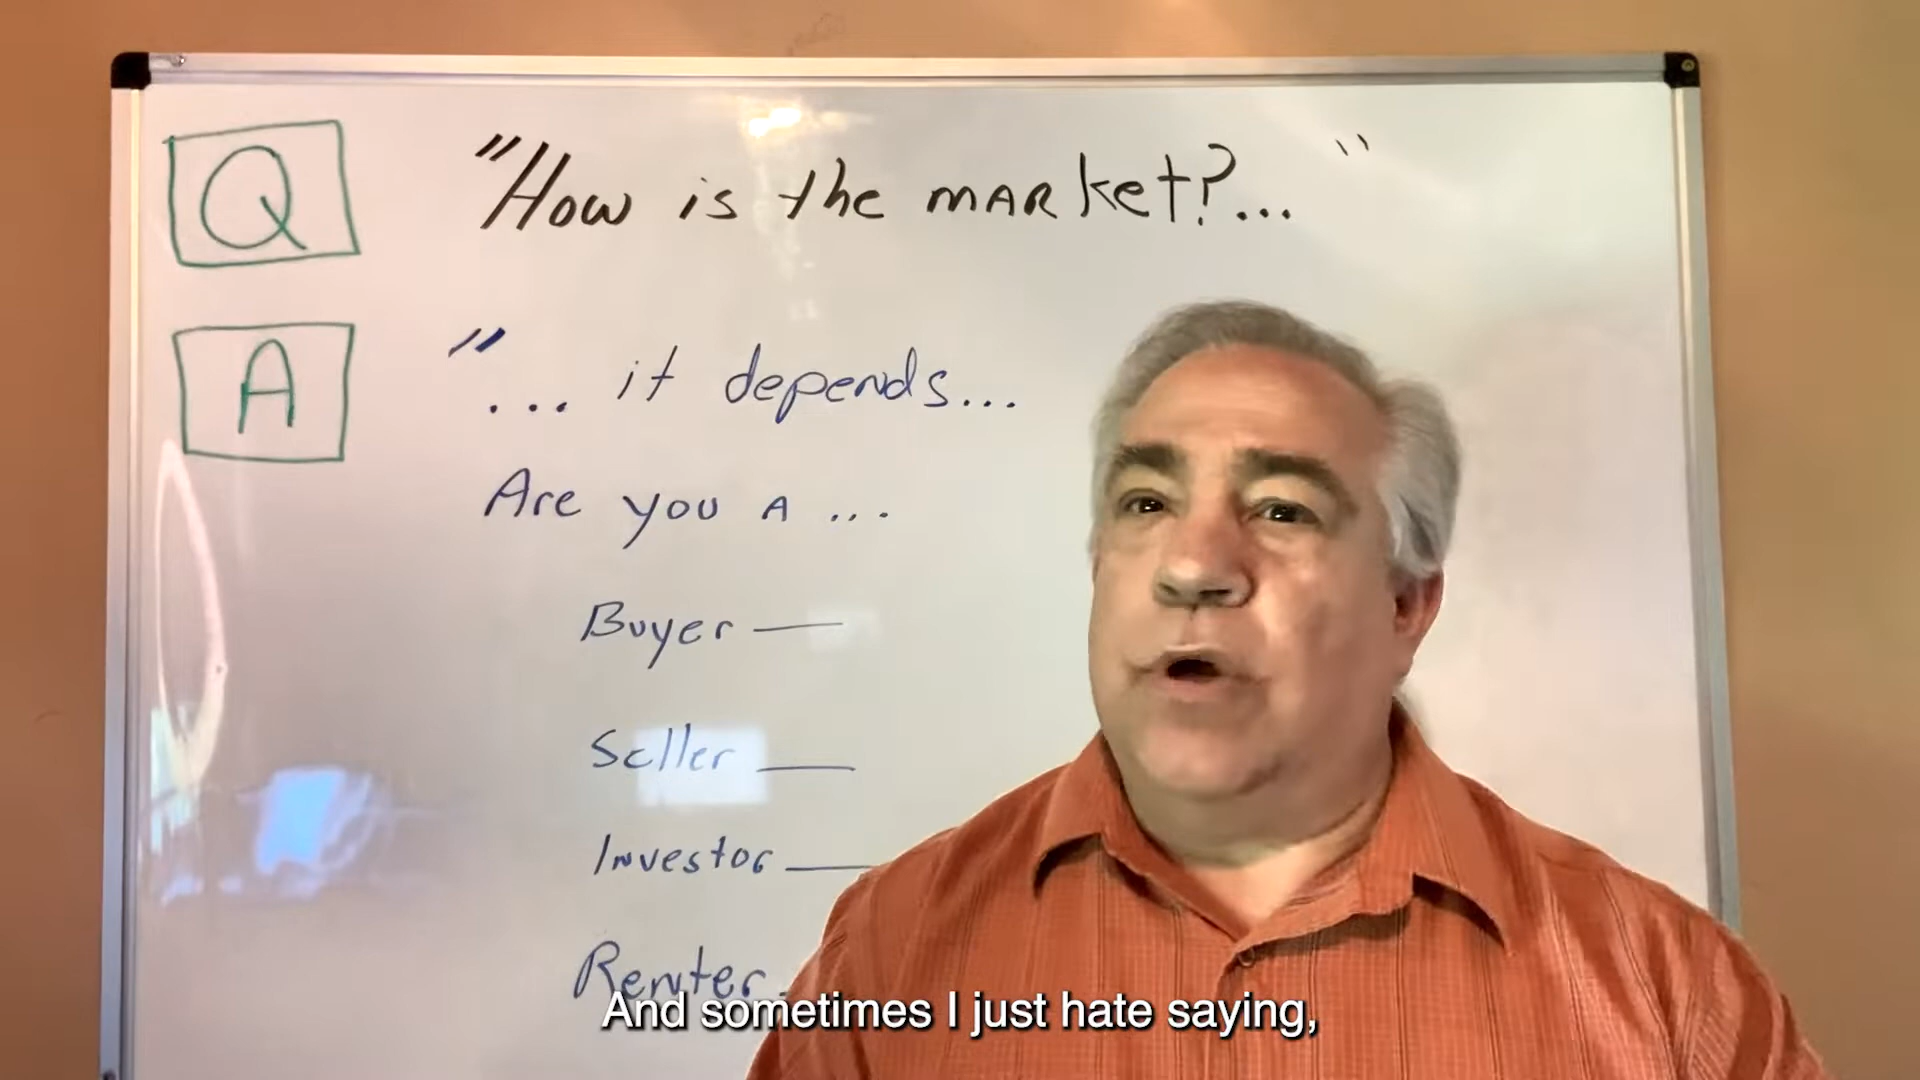 Q "How is the market?... "
A "... it depends...
Are you a ...
Buyer —
Seller —
Investor —
Renter
And sometimes I just hate saying,